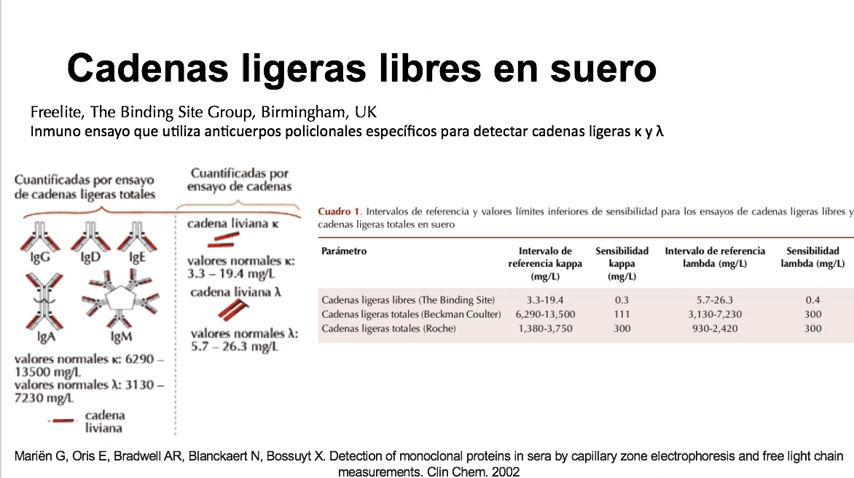 Cadenas ligeras libres en suero
Freelite, The Binding Site Group, Birmingham, UK
Inmuno ensayo que utiliza anticuerpos policlonales específicos para detectar cadenas ligeras κ y λ
Cuantificadas por ensayo
de cadenas ligeras totales
IgG IgD IgE
IgA IgM
valores normales κ: 6290 –
13500 mg/L
valores normales λ: 3130 –
7230 mg/L
cadena
liviana
Cuantificadas por
ensayo de cadenas
cadena liviana κ
valores normales κ:
3.3 – 19.4 mg/L
cadena liviana λ
valores normales λ:
5.7 – 26.3 mg/L
Cuadro 1. Intervalos de referencia y valores límites inferiores de sensibilidad para los ensayos de cadenas ligeras libres y
cadenas ligeras totales en suero
Parámetro Intervalo de Sensibilidad Intervalo de referencia Sensibilidad
referencia kappa kappa lambda (mg/L) lambda (mg/L)
(mg/L) (mg/L)
Cadenas ligeras libres (The Binding Site) 3.3-19.4 0.3 5.7-26.3 0.4
Cadenas ligeras totales (Beckman Coulter) 6,290-13,500 111 3,130-7,230 300
Cadenas ligeras totales (Roche) 1,380-3,750 300 930-2,420 300
Mariën G, Oris E, Bradwell AR, Blanckaert N, Bossuyt X. Detection of monoclonal proteins in sera by capillary zone electrophoresis and free light chain
measurements. Clin Chem. 2002